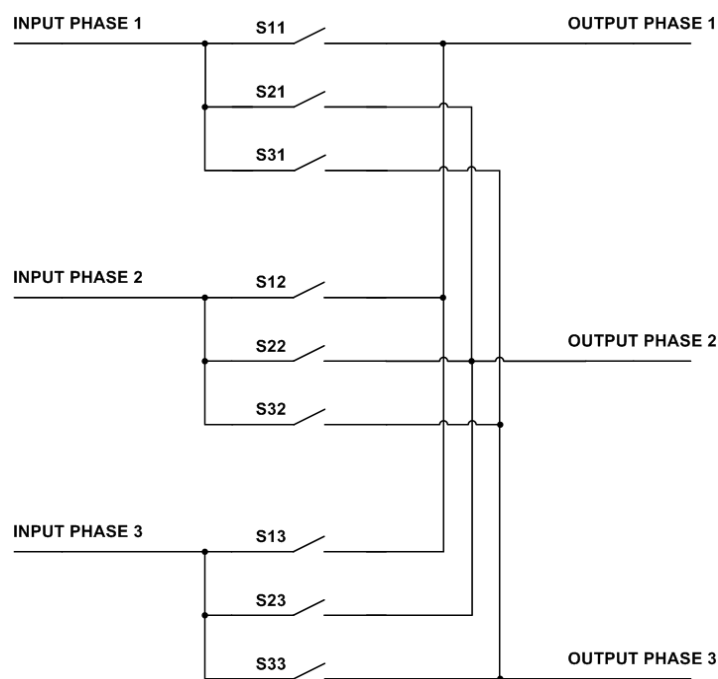 INPUT PHASE 1
S11
OUTPUT PHASE 1
S21
S31
INPUT PHASE 2
S12
S22
OUTPUT PHASE 2
S32
INPUT PHASE 3
S13
S23
S33
OUTPUT PHASE 3